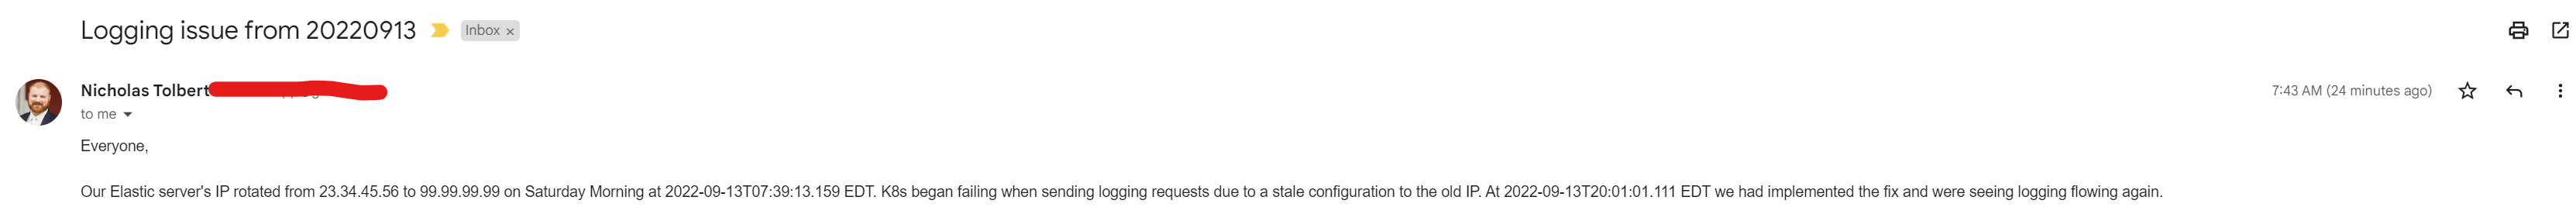 Logging issue from 20220913 Inbox ×
Nicholas Tolbert
7:43 AM (24 minutes ago)
to me
Everyone,
Our Elastic server's IP rotated from 23.34.45.56 to 99.99.99.99 on Saturday Morning at 2022-09-13T07:39:13.159 EDT. K8s began failing when sending logging requests due to a stale configuration to the old IP. At 2022-09-13T20:01:01.111 EDT we had implemented the fix and were seeing logging flowing again.